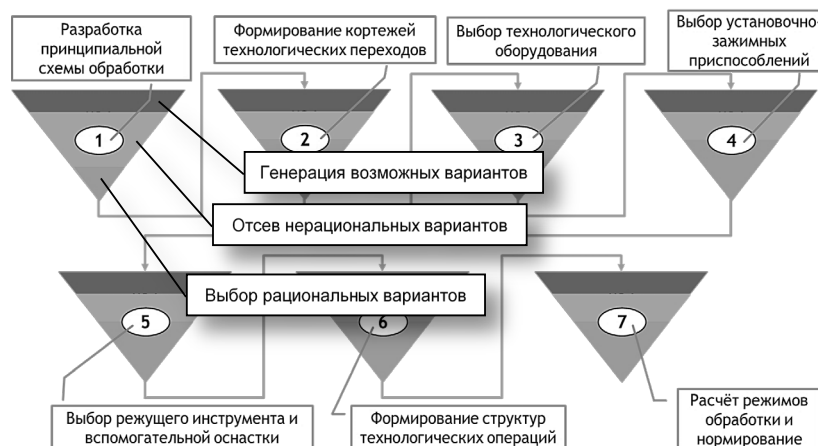 Разработка
принципиальной
схемы обработки
Формирование кортежей
технологических переходов
Выбор технологического
оборудования
Выбор установочно-
зажимных
приспособлений
1
2
3
4
Генерация возможных вариантов
Отсев нерациональных вариантов
Выбор рациональных вариантов
5
6
7
Выбор режущего инструмента и
вспомогательной оснастки
Формирование структур
технологических операций
Расчёт режимов
обработки и
нормирование